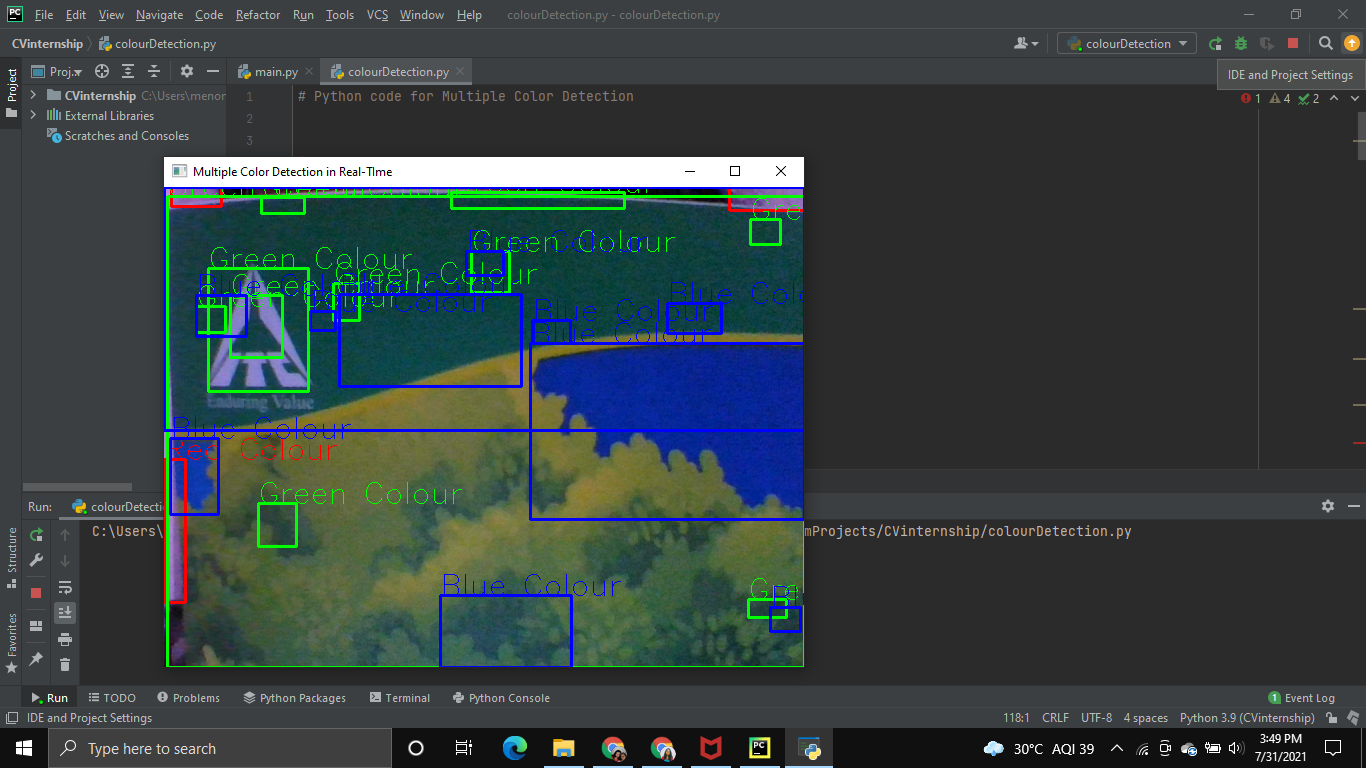 File Edit View Navigate Code Refactor Run Tools VCS Window Help colourDetection.py - colourDetection.py
CVinternship colourDetection.py colourDetection
Project
Proj... main.py colourDetection.py
IDE and Project Settings
CVinternship C:\Users\menon
1 # Python code for Multiple Color Detection
1 4 2
External Libraries
2
Scratches and Consoles
3
Multiple Color Detection in Real-TIme
Green Colour
Green Colour
Green Colour
Blue Colour
Blue Colour
Blue Colour
Enduring Value
Blue Colour
Red Colour
Green Colour
Blue Colour
Run: colourDetection
C:\Users\ mProjects/CVinternship/colourDetection.py
Structure
Favorites
Run TODO Problems Python Packages Terminal Python Console Event Log
IDE and Project Settings 118:1 CRLF UTF-8 4 spaces Python 3.9 (CVinternship)
Type here to search 30°C AQI 39 3:49 PM
7/31/2021